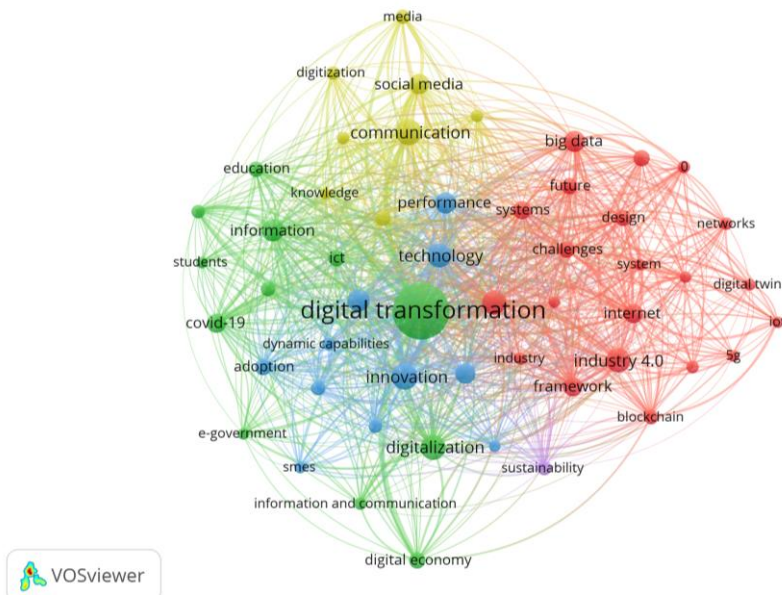 media
digitization
social media
communication
big data
0
education
future
knowledge
performance
systems
design
information
networks
technology
challenges
ict
students
system
digital twin
digital transformation
internet
covid-19
iot
dynamic capabilities
industry
5g
adoption
industry 4.0
innovation
framework
blockchain
e-government
digitalization
smes
sustainability
information and communication
digital economy
VOSviewer